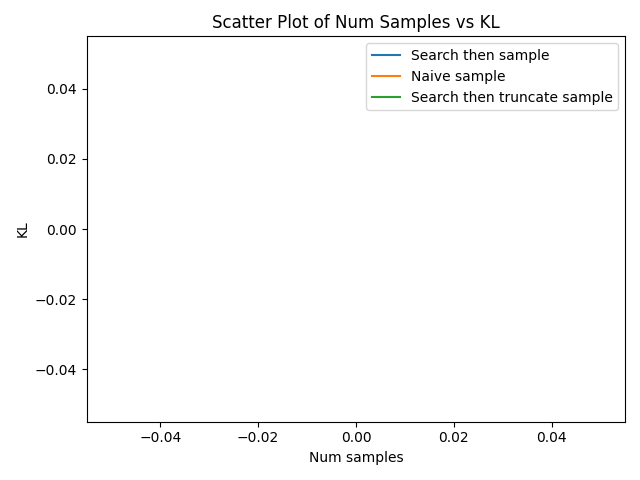 Scatter Plot of Num Samples vs KL
Search then sample
Naive sample
Search then truncate sample
0.04
0.02
0.00
−0.02
−0.04
KL
−0.04
−0.02
0.00
0.02
0.04
Num samples